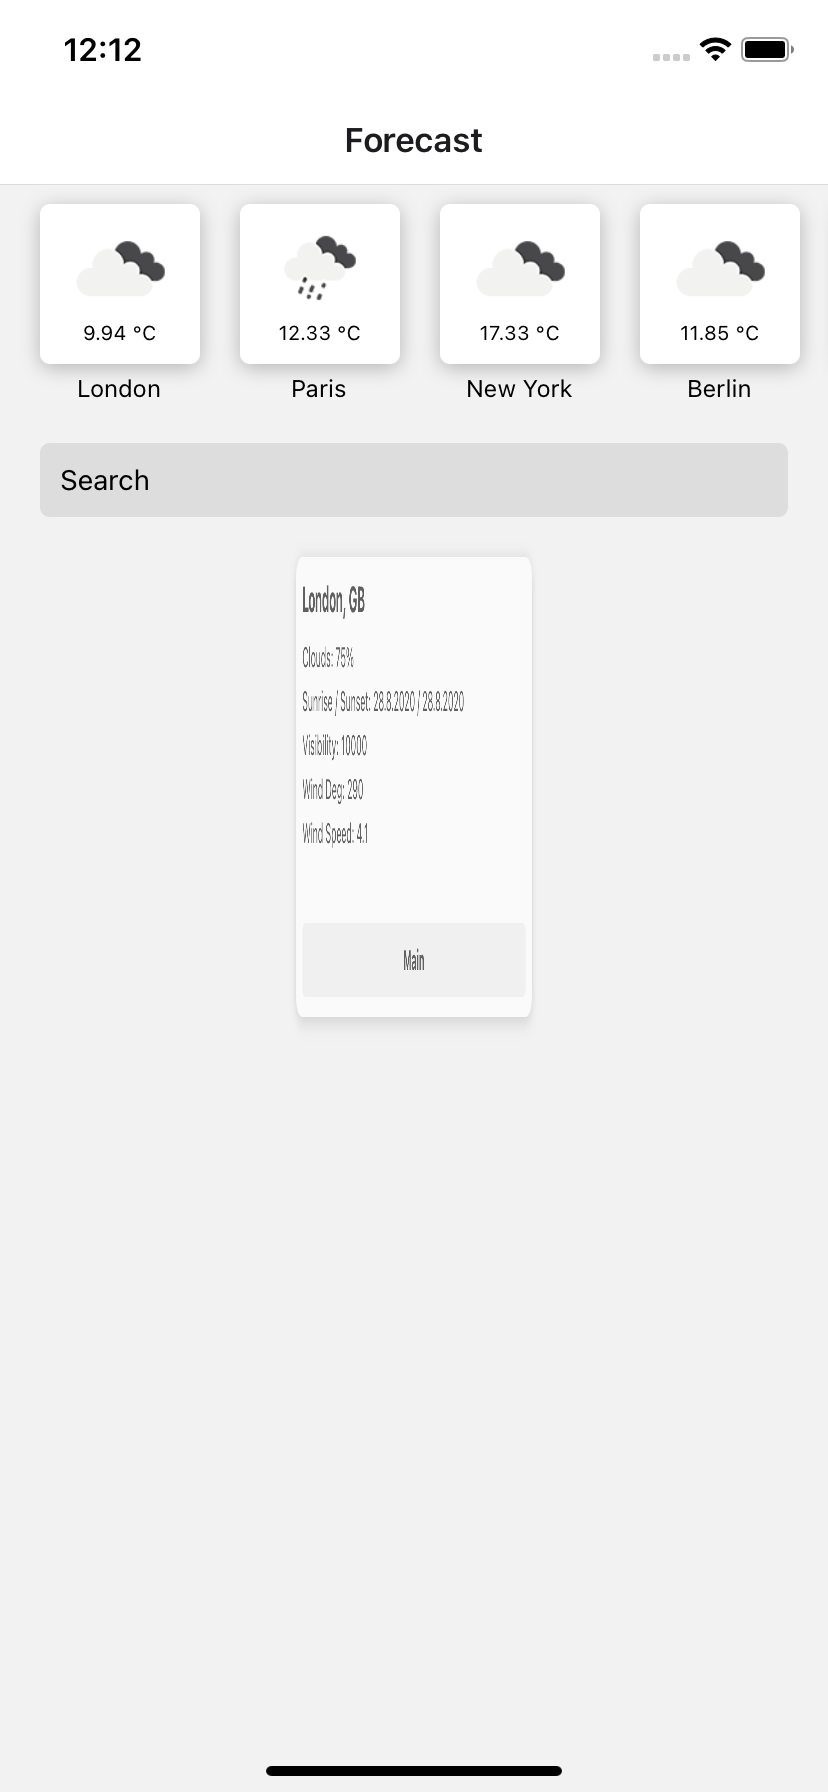 12:12
Forecast
9.94 °C
12.33 °C
17.33 °C
11.85 °C
London
Paris
New York
Berlin
Search
London, GB
Clouds: 75%
Sunrise / Sunset: 28.8.2020 / 28.8.2020
Visibility: 10000
Wind Deg: 290
Wind Speed: 4.1
Main